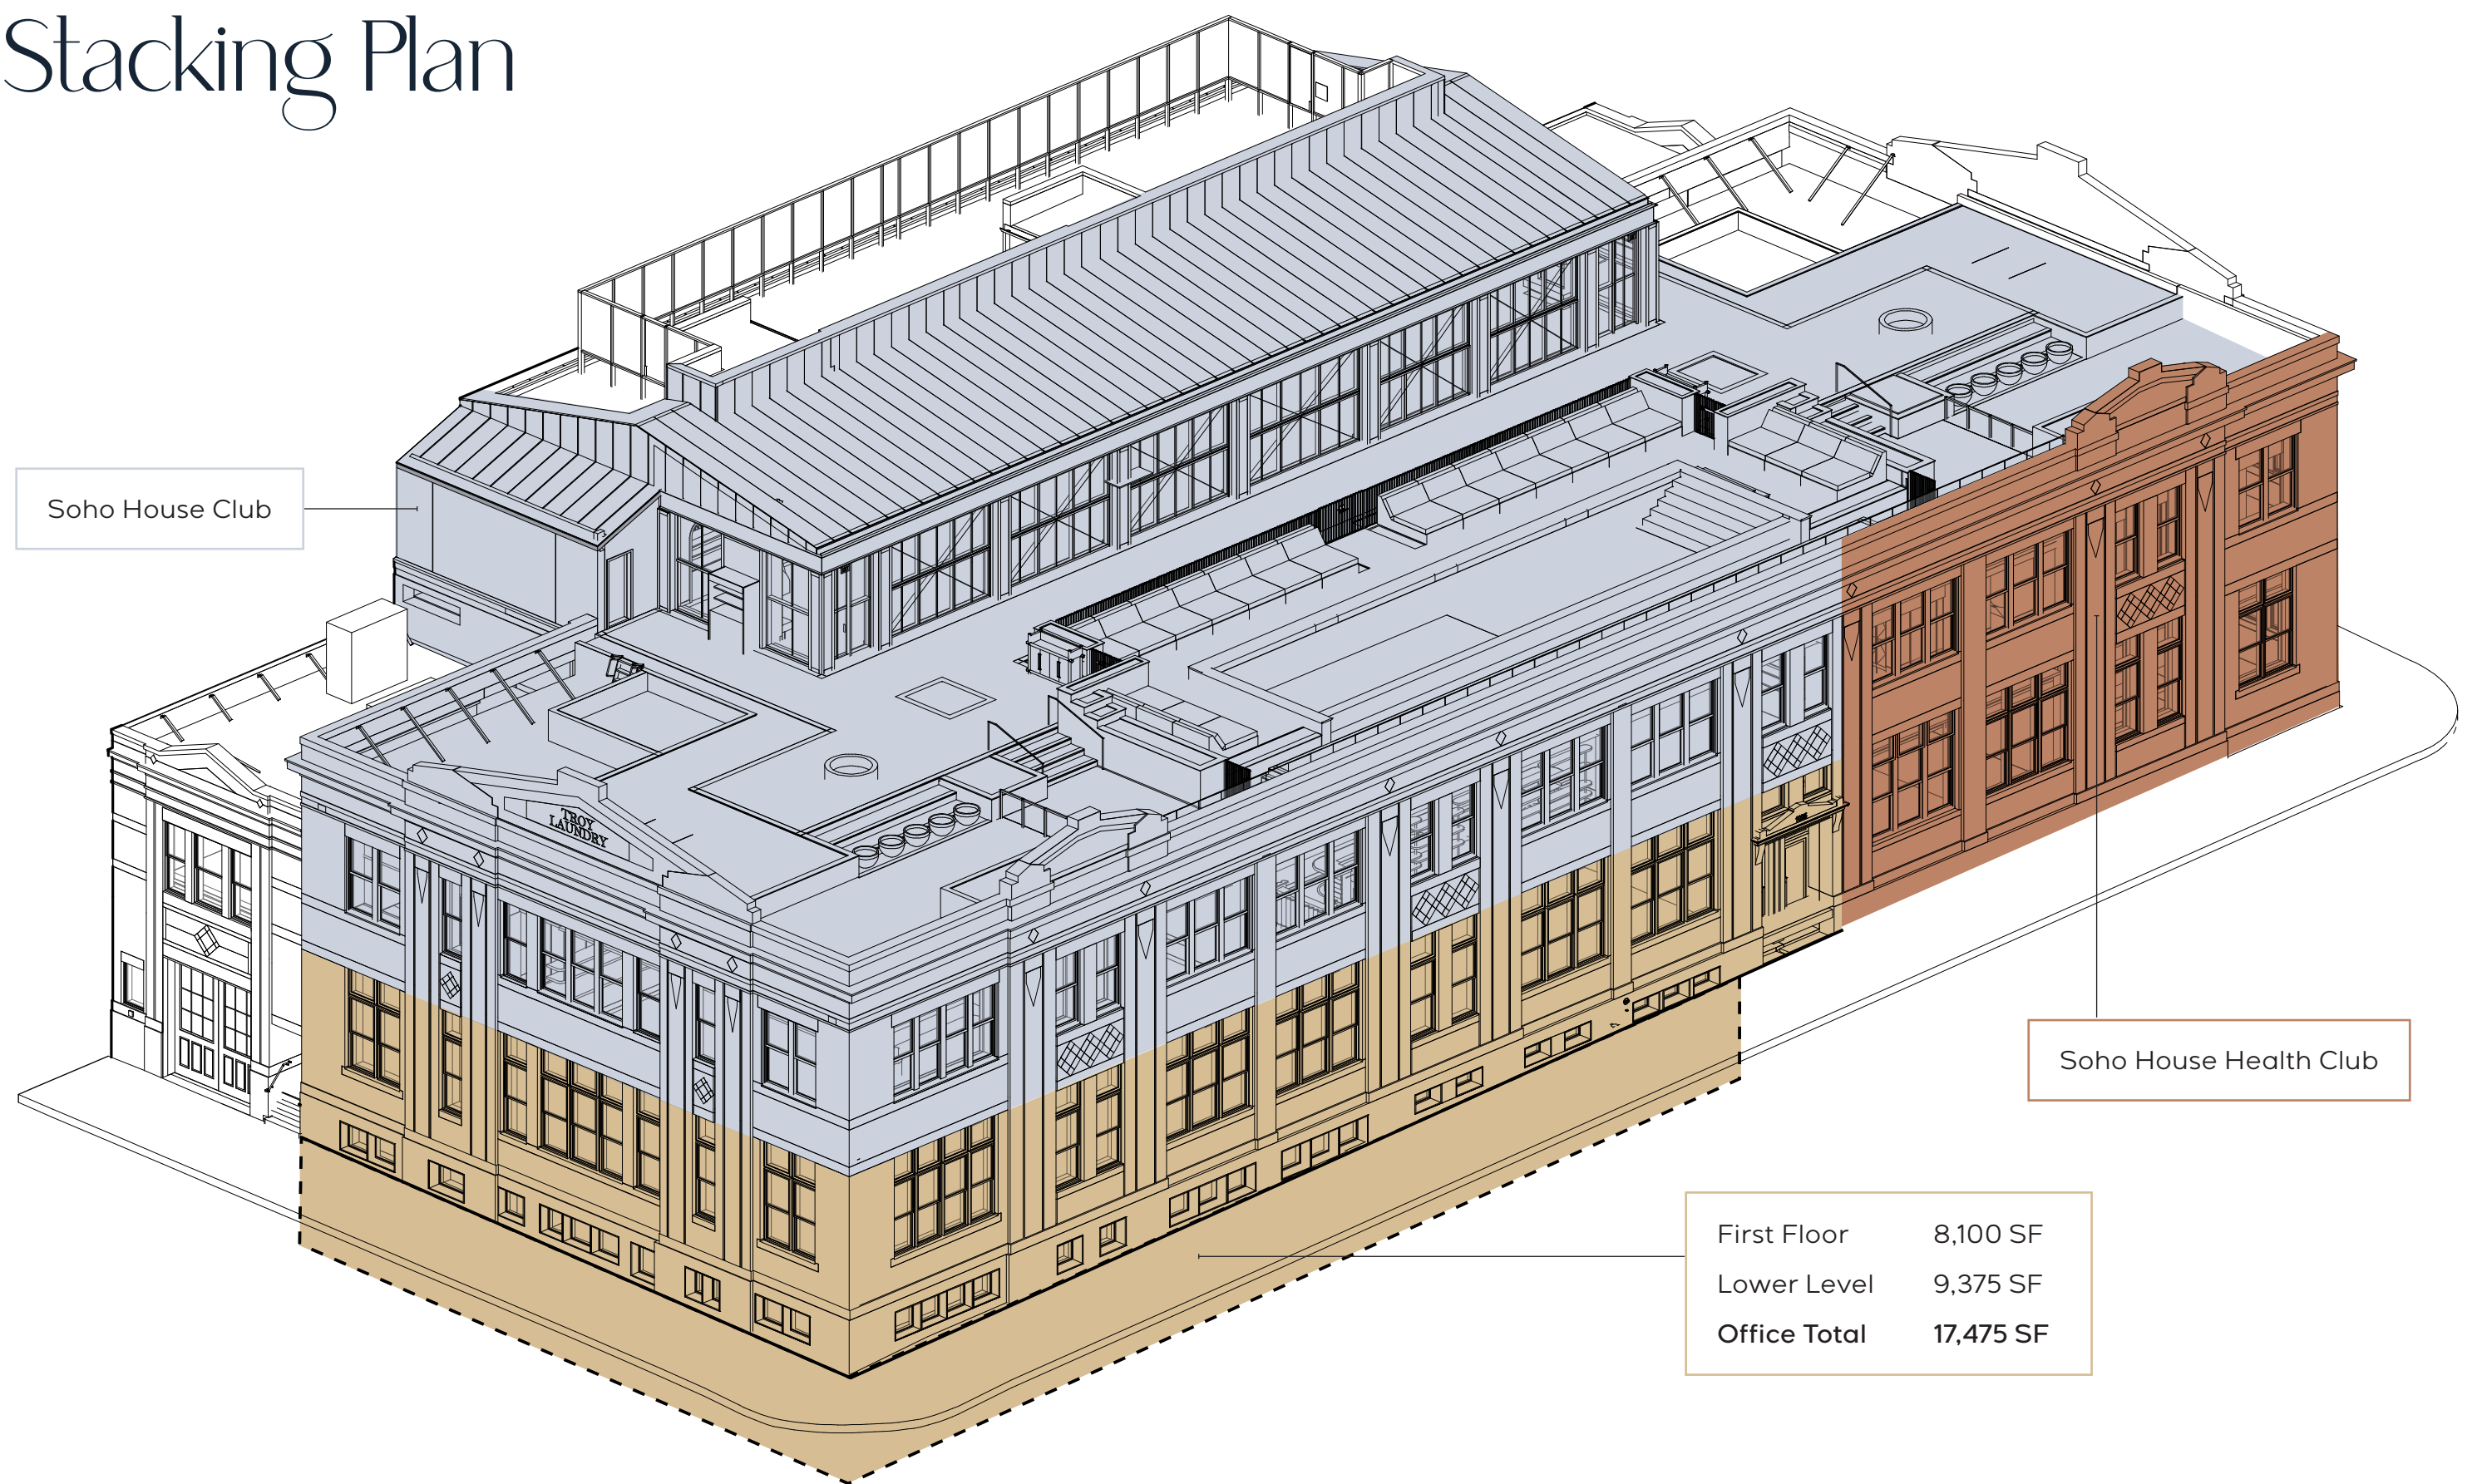 Stacking Plan
Soho House Club
TROY
LAUNDRY
Soho House Health Club
First Floor 8,100 SF
Lower Level 9,375 SF
Office Total 17,475 SF